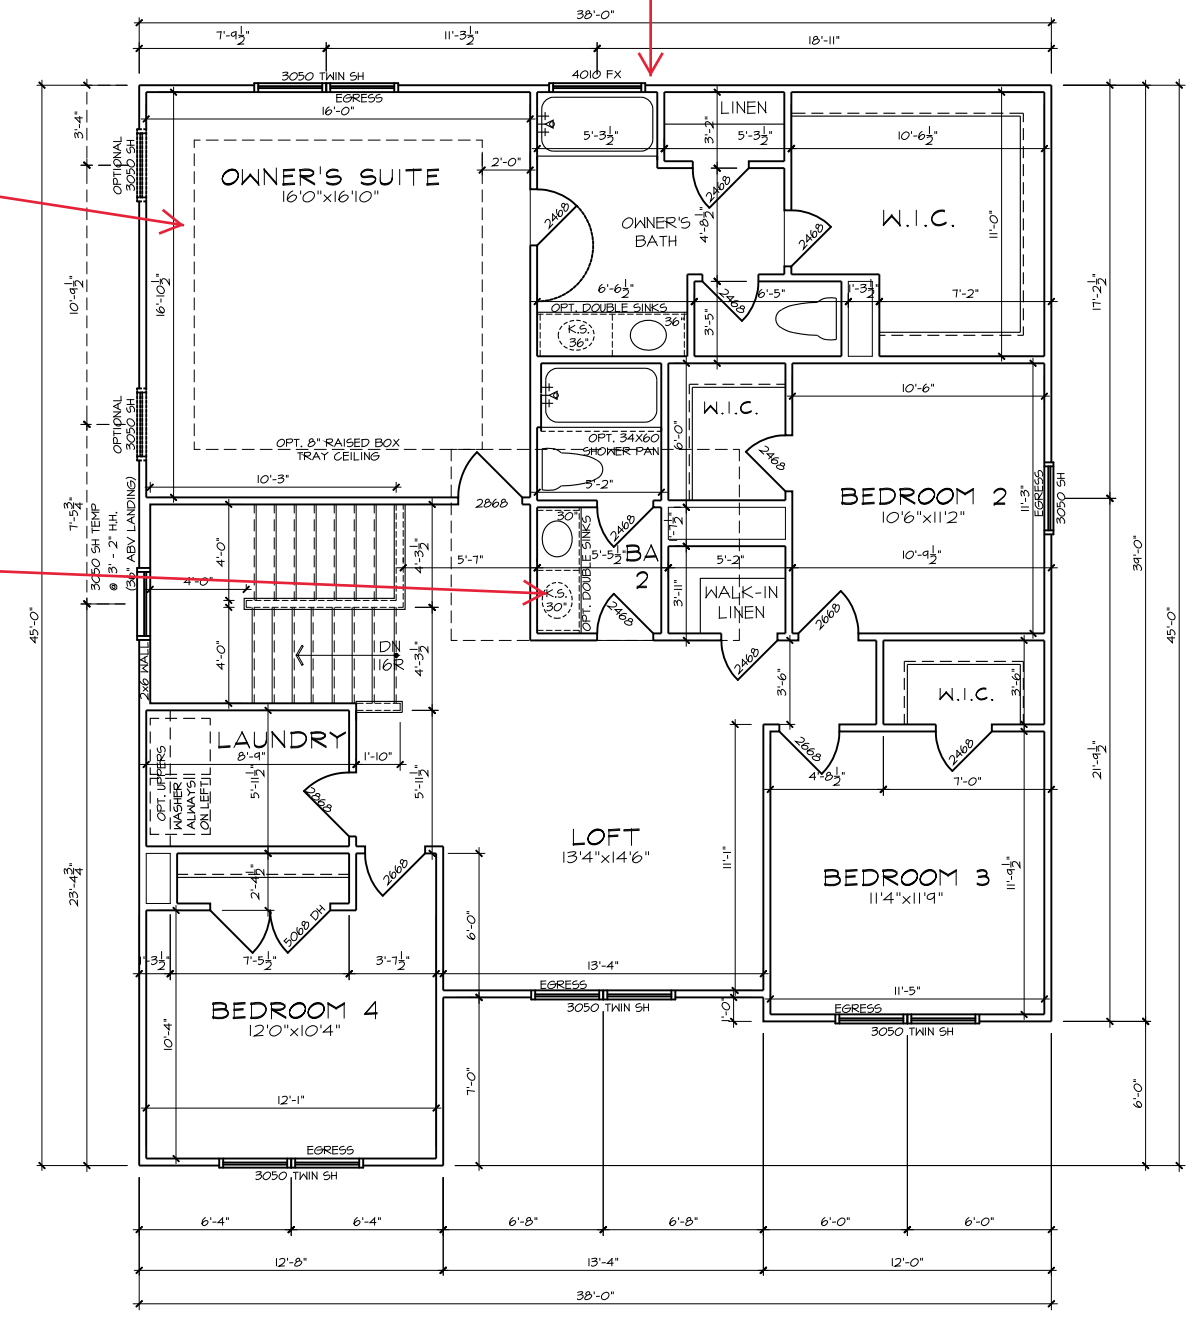 38'-0"
7'-9½"
11'-3½"
18'-11"
3050 TWIN SH
4010 FX
EGRESS
16'-0"
LINEN
3'-4"
OPTIONAL
3050 SH
5'-3½"
3'-2"
5'-3½"
10'-6½"
2'-0"
OWNER'S SUITE
16'0"x16'10"
2468
2468
OWNER'S
BATH
4'-8½"
2468
W.I.C.
11'-0"
10'-9½"
16'-10½"
17'-2½"
6'-6½"
2468
6'-5"
1'-3½"
7'-2"
OPT. DOUBLE SINKS
K.S.
36"
36"
3'-5"
OPTIONAL
3050 SH
W.I.C.
10'-6"
6'-0"
OPT. 8" RAISED BOX
TRAY CEILING
OPT. 34X60
SHOWER PAN
2468
10'-3"
5'-2"
2868
BEDROOM 2
10'6"x11'2"
11'-3"
EGRESS
3050 SH
7'-5¾"
3050 SH TEMP
@ 3' - 2" H.H.
(36" ABV LANDING)
4'-0"
4'-3½"
30"
2468
1'-7½"
5'-7"
5'-5½"
BA
2
5'-2"
10'-9½"
39'-0"
4'-0"
K.S.
30"
OPT. DOUBLE SINKS
2468
3'-11"
WALK-IN
LINEN
2668
45'-0"
45'-0"
4'-0"
DN
16R
4'-3½"
2468
2x6 WALL
3'-6"
W.I.C.
3'-6"
LAUNDRY
8'-9"
1'-10"
2668
2468
OPT. UPPERS
WASHER
ALWAYS
ON LEFT
5'-11½"
2868
5'-11½"
4'-8½"
7'-0"
21'-9½"
LOFT
13'4"x14'6"
11'-1"
BEDROOM 3
11'4"x11'9"
11'-9½"
23'-4¾"
2'-4½"
2668
5068 DH
6'-0"
1'-3½"
7'-5½"
3'-7½"
13'-4"
EGRESS
3050 TWIN SH
1'-0"
11'-5"
EGRESS
3050 TWIN SH
BEDROOM 4
12'0"x10'4"
10'-4"
7'-0"
6'-0"
12'-1"
EGRESS
3050 TWIN SH
6'-4"
6'-4"
6'-8"
6'-8"
6'-0"
6'-0"
12'-8"
13'-4"
12'-0"
38'-0"